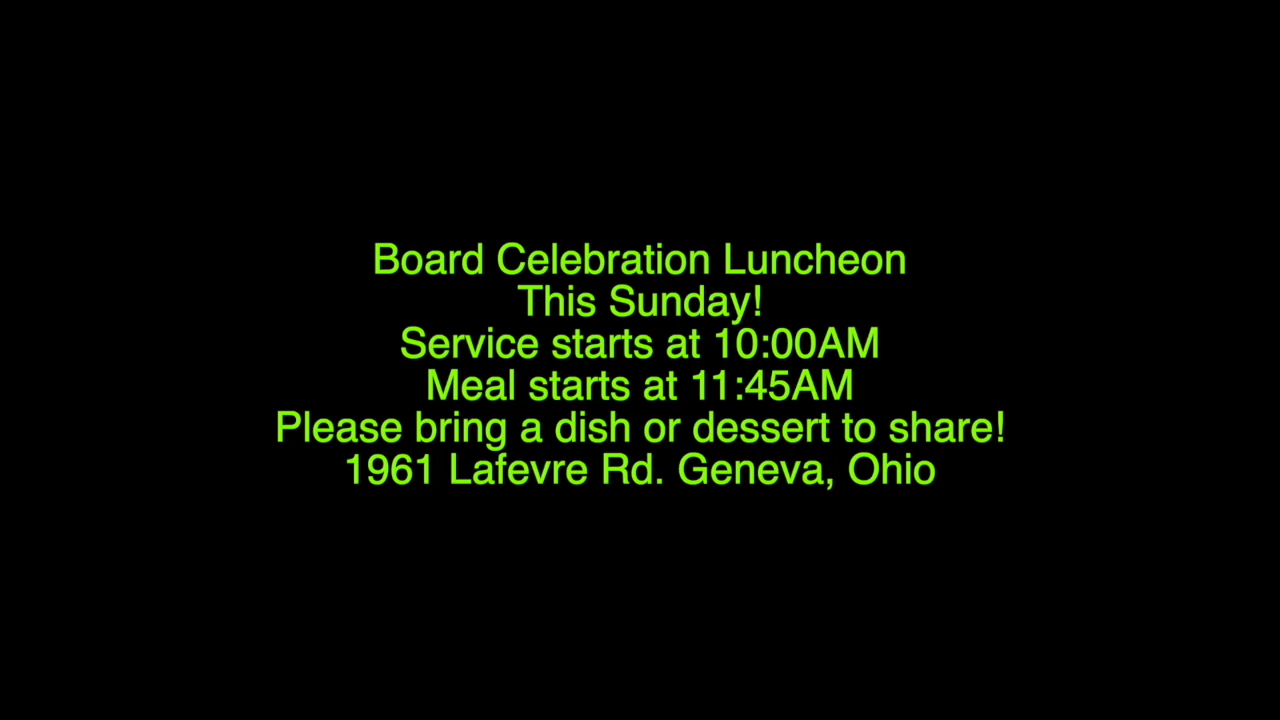 Board Celebration Luncheon
This Sunday!
Service starts at 10:00AM
Meal starts at 11:45AM
Please bring a dish or dessert to share!
1961 Lafevre Rd. Geneva, Ohio